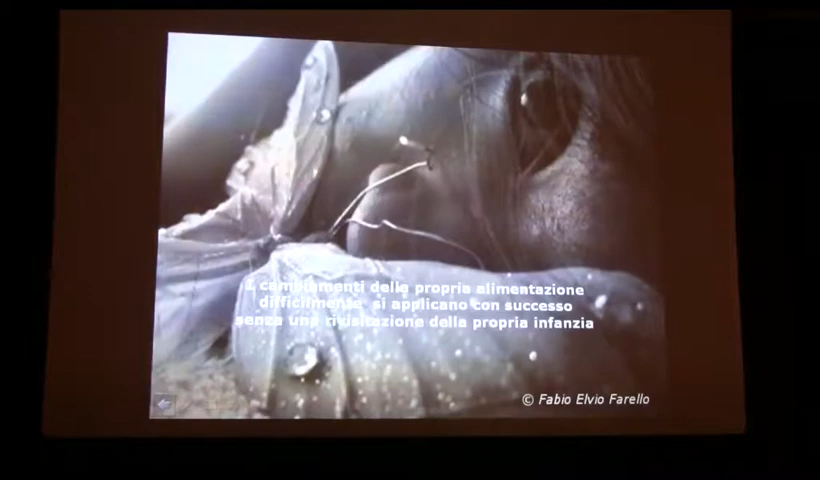 I cambiamenti della propria alimentazione
difficilmente si applicano con successo
senza una rivisitazione della propria infanzia
© Fabio Elvio Farello